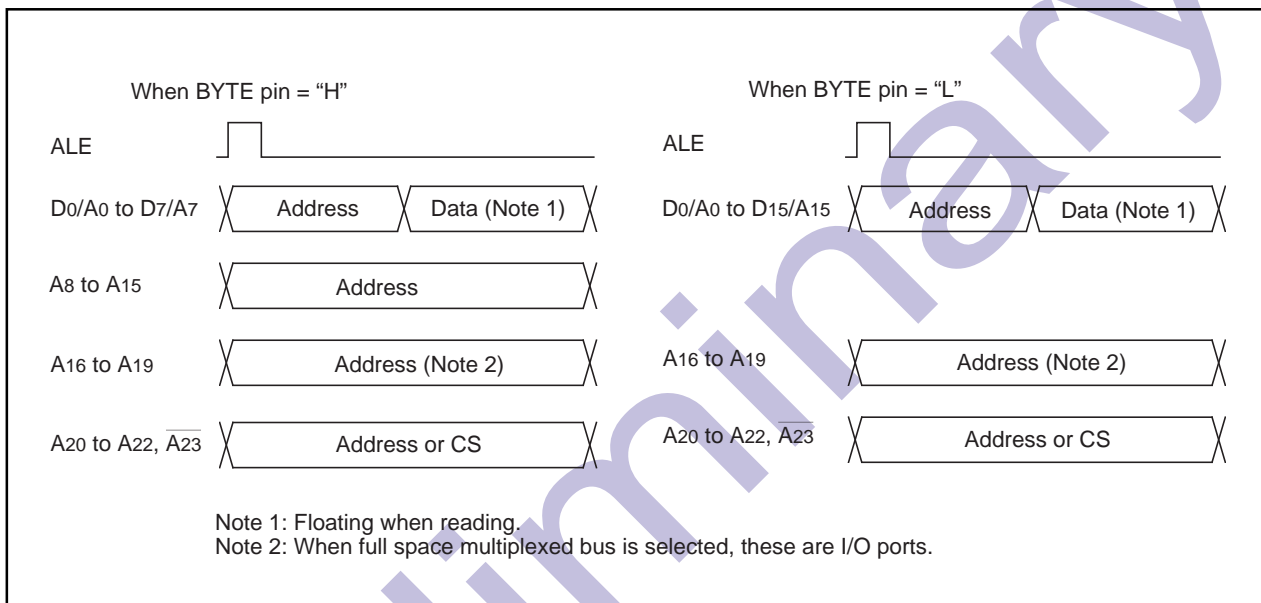 When BYTE pin = “H”
ALE
D0/A0 to D7/A7
Address
Data (Note 1)
A8 to A15
Address
A16 to A19
Address (Note 2)
A20 to A22, A23
Address or CS
When BYTE pin = “L”
ALE
D0/A0 to D15/A15
Address
Data (Note 1)
A16 to A19
Address (Note 2)
A20 to A22, A23
Address or CS
Note 1: Floating when reading.
Note 2: When full space multiplexed bus is selected, these are I/O ports.
liminary